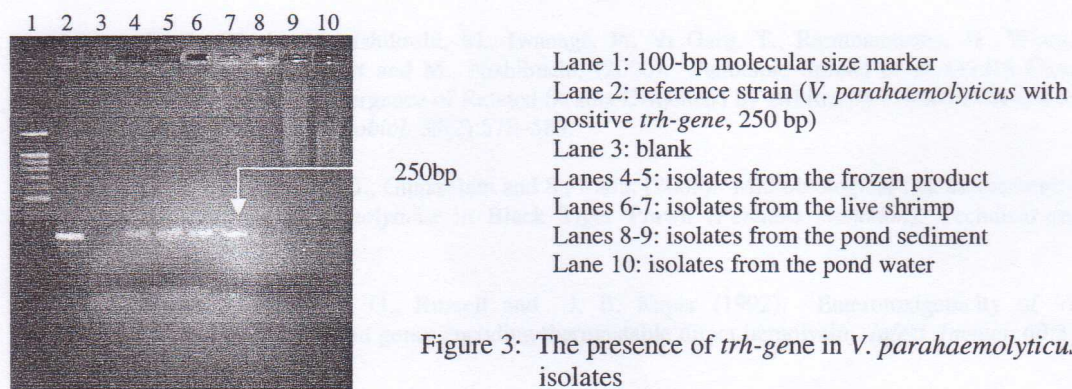 1 2 3 4 5 6 7 8 9 10
250bp
Lane 1: 100-bp molecular size marker
Lane 2: reference strain (V. parahaemolyticus with
positive trh-gene, 250 bp)
Lane 3: blank
Lanes 4-5: isolates from the frozen product
Lanes 6-7: isolates from the live shrimp
Lanes 8-9: isolates from the pond sediment
Lane 10: isolates from the pond water
Figure 3: The presence of trh-gene in V. parahaemolyticus
isolates